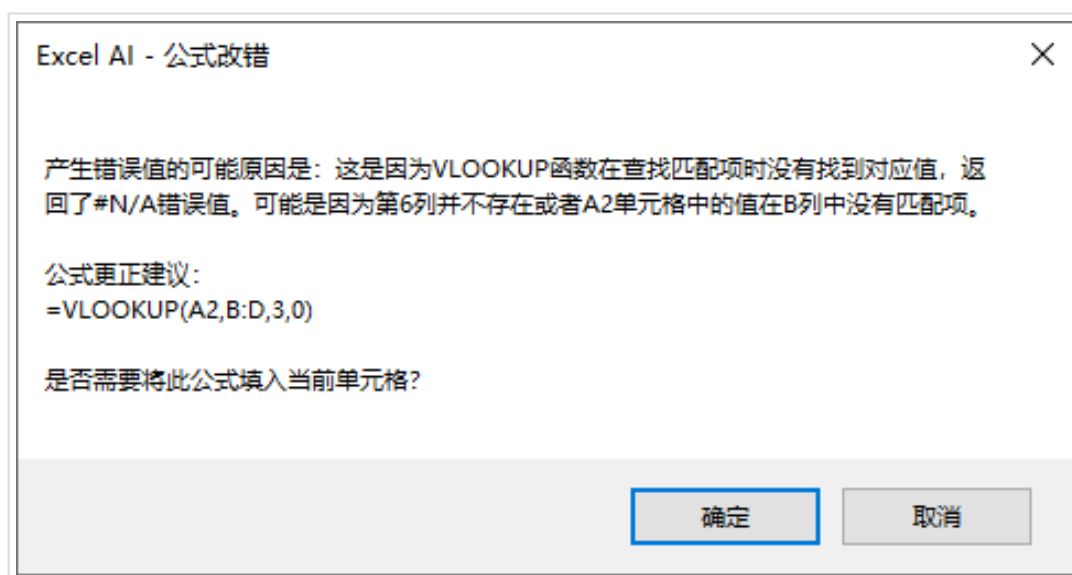 Excel AI - 公式改错
产生错误值的可能原因是：这是因为VLOOKUP函数在查找匹配项时没有找到对应值，返
回了#N/A错误值。可能是因为第6列并不存在或者A2单元格中的值在B列中没有匹配项。
公式更正建议：
=VLOOKUP(A2,B:D,3,0)
是否需要将此公式填入当前单元格?
确定
取消